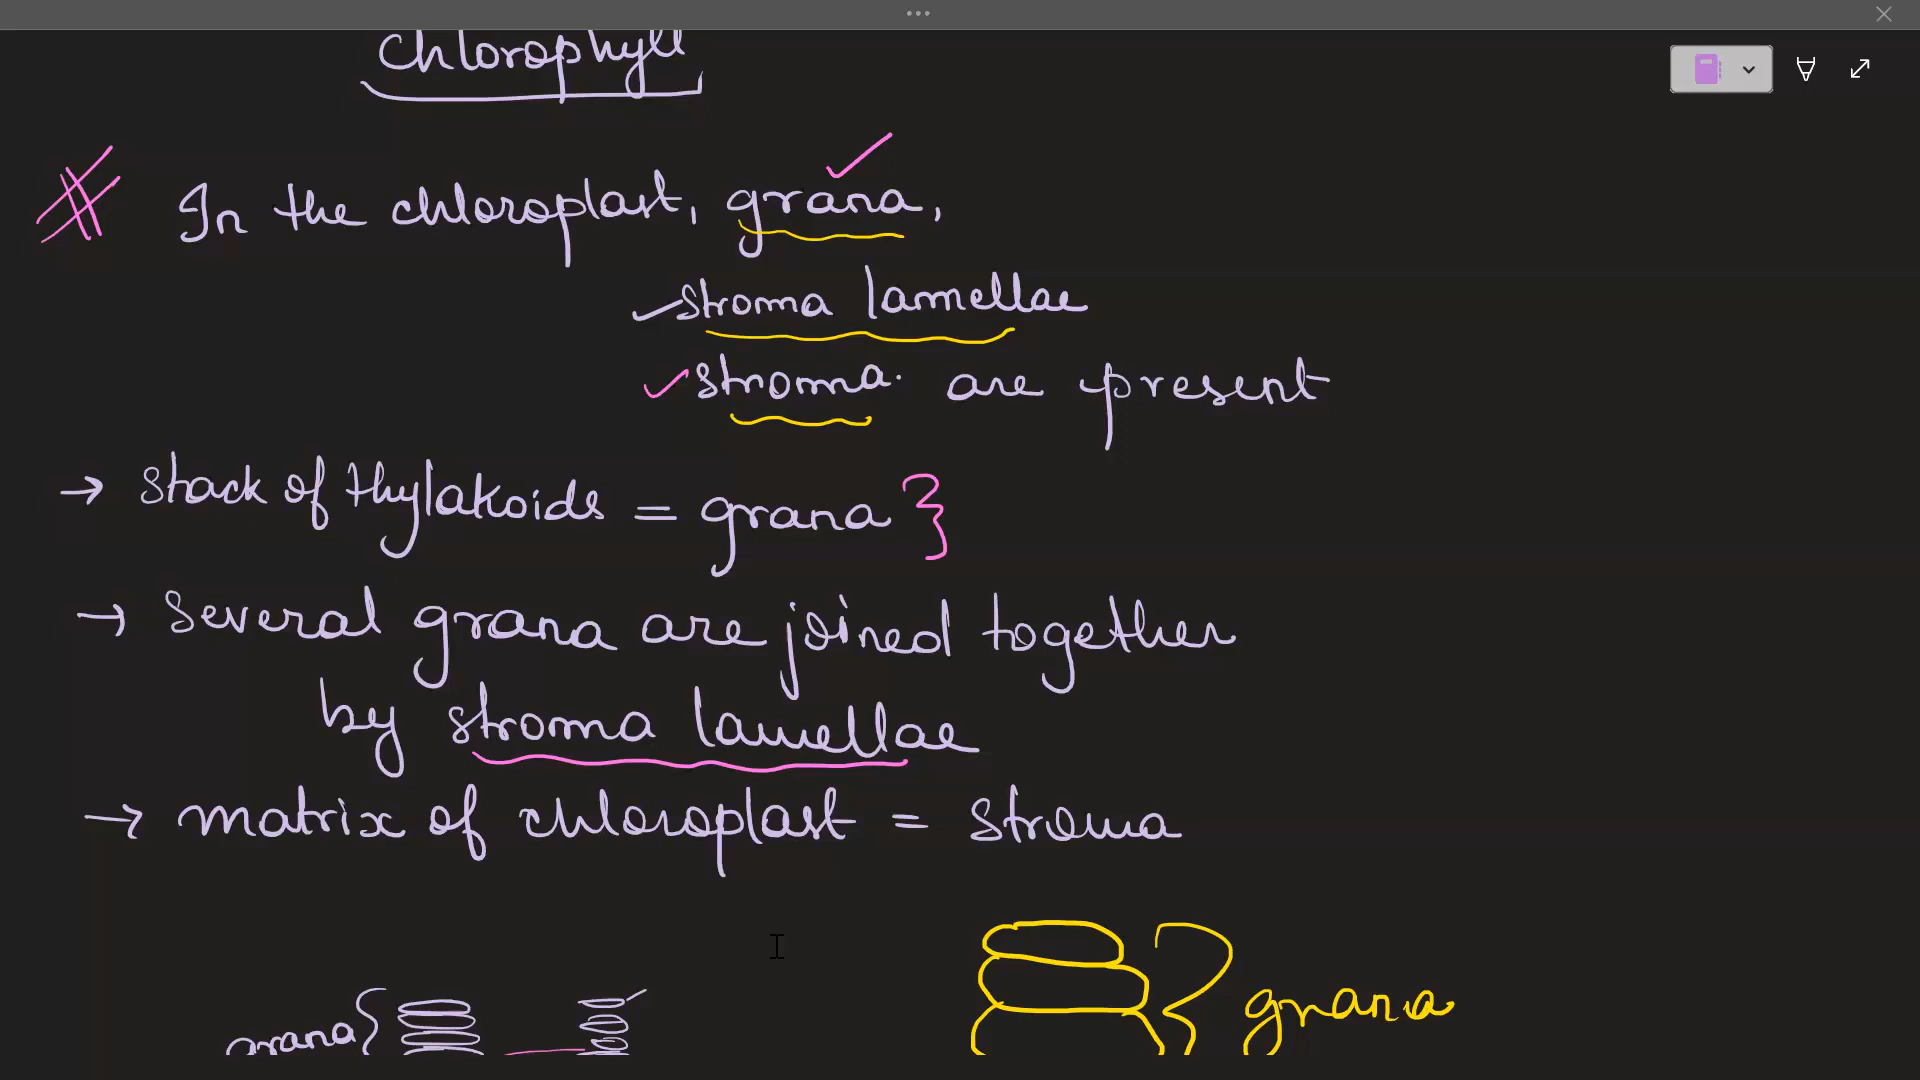 Chlorophyll
In the chloroplast, grana,
stroma lamellae
stroma. are present
→ stack of thylakoids = grana }
→ Several grana are joined together
by stroma lamellae
→ matrix of chloroplast = stroma
grana
grana {